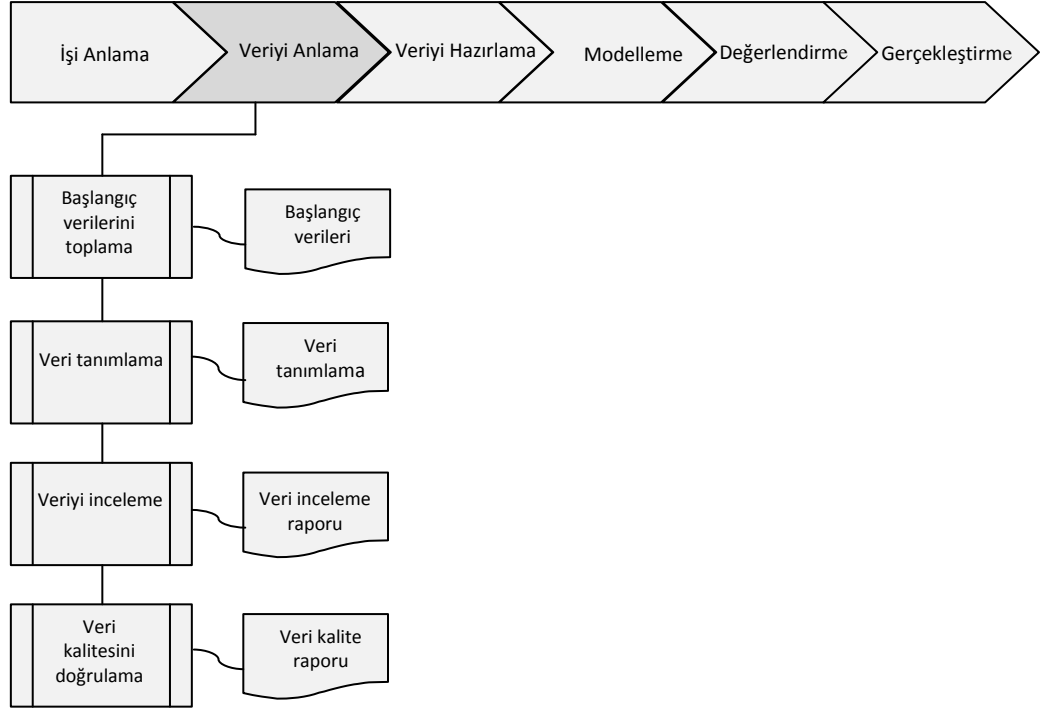 İşi Anlama
Veriyi Anlama
Veriyi Hazırlama
Modelleme
Değerlendirme
Gerçekleştirme
Başlangıç
verilerini
toplama
Başlangıç
verileri
Veri tanımlama
Veri
tanımlama
Veriyi inceleme
Veri inceleme
raporu
Veri
kalitesini
doğrulama
Veri kalite
raporu